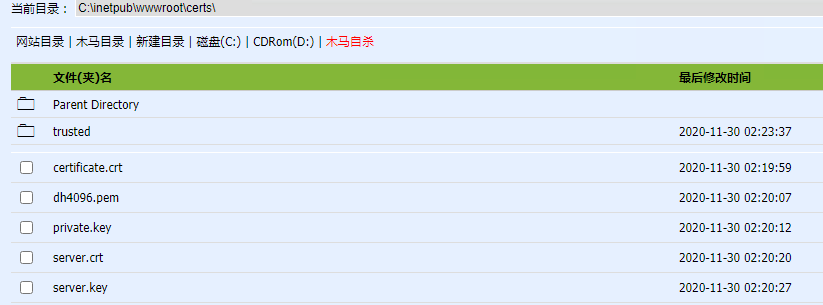 当前目录： C:\inetpub\wwwroot\certs\
网站目录 | 木马目录 | 新建目录 | 磁盘(C:) | CDRom(D:) | 木马自杀
文件(夹)名 最后修改时间
Parent Directory
trusted 2020-11-30 02:23:37
certificate.crt 2020-11-30 02:19:59
dh4096.pem 2020-11-30 02:20:07
private.key 2020-11-30 02:20:12
server.crt 2020-11-30 02:20:20
server.key 2020-11-30 02:20:27